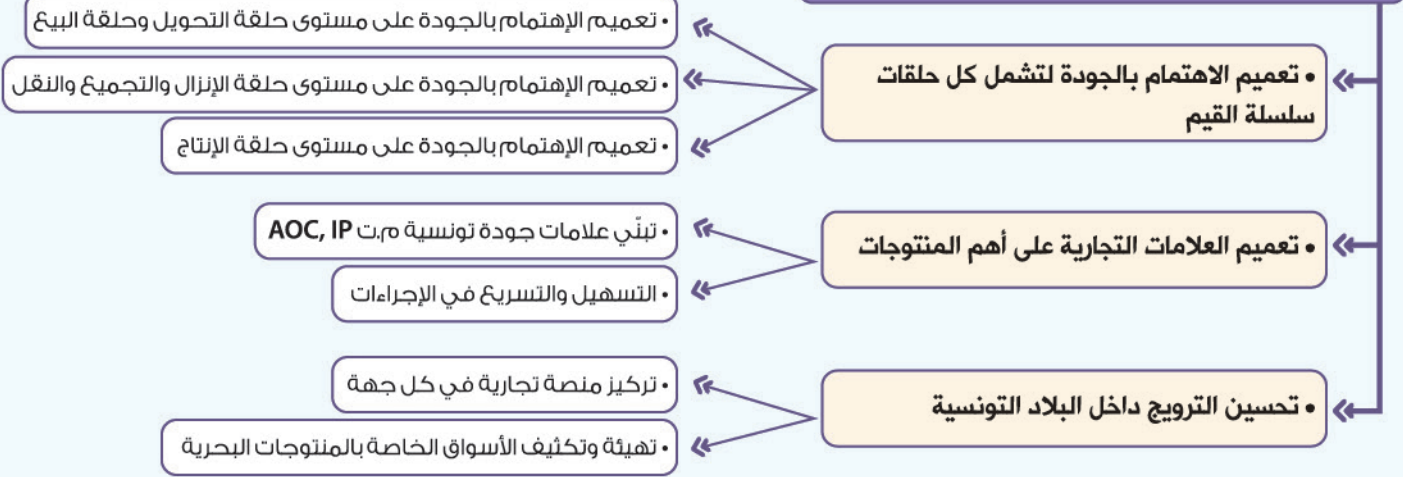 • تعميم الاهتمام بالجودة لتشمل كل حلقات
سلسلة القيم
• تعميم الإهتمام بالجودة على مستوى حلقة التحويل وحلقة البيع
• تعميم الإهتمام بالجودة على مستوى حلقة الإنزال والتجميع والنقل
• تعميم الإهتمام بالجودة على مستوى حلقة الإنتاج
• تعميم العلامات التجارية على أهم المنتوجات
• تبنّي علامات جودة تونسية م.ت AOC, IP
• التسهيل والتسريع في الإجراءات
• تحسين الترويج داخل البلاد التونسية
• تركيز منصة تجارية في كل جهة
• تهيئة وتكثيف الأسواق الخاصة بالمنتوجات البحرية